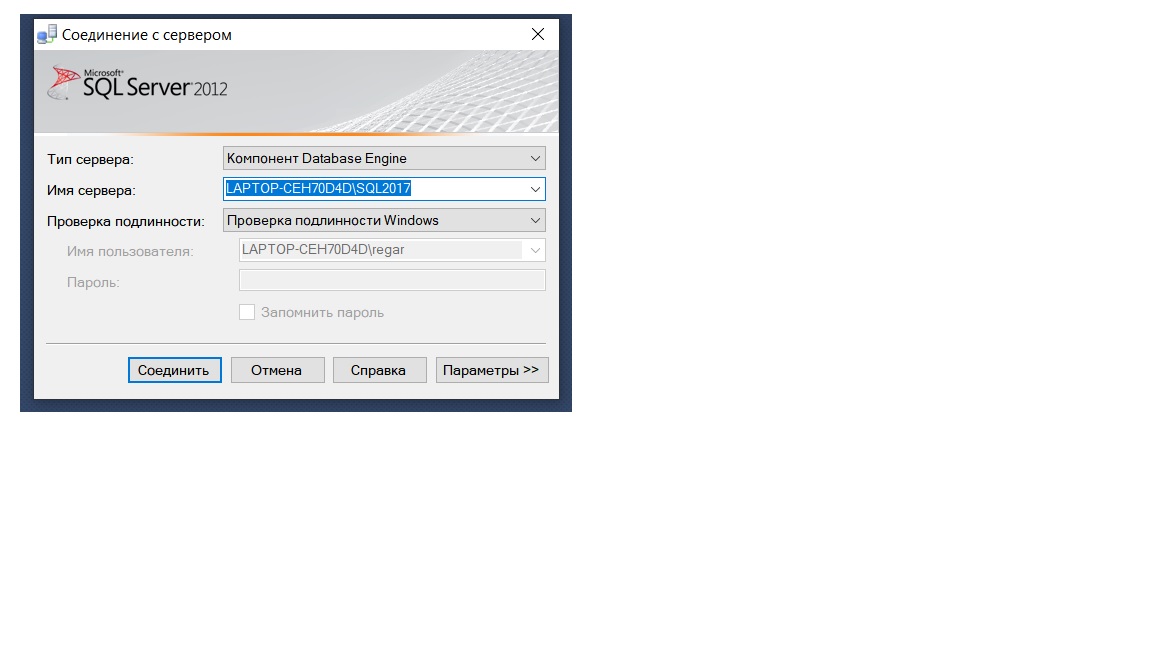 Соединение с сервером
Microsoft®
SQL Server®2012
Тип сервера: Компонент Database Engine
Имя сервера: LAPTOP-CEH70D4D\SQL2017
Проверка подлинности: Проверка подлинности Windows
Имя пользователя: LAPTOP-CEH70D4D\regar
Пароль:
Запомнить пароль
Соединить Отмена Справка Параметры >>